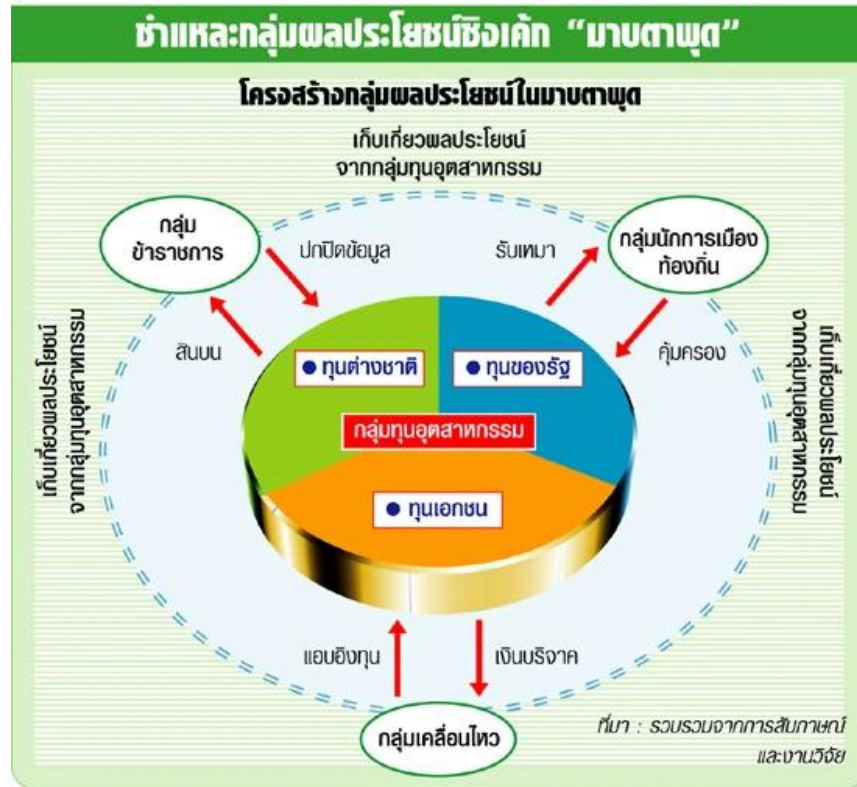 ชำแหละกลุ่มผลประโยชน์ชิงเค้ก “มาบตาพุด”
โครงสร้างกลุ่มผลประโยชน์ในมาบตาพุด
เก็บเกี่ยวผลประโยชน์
จากกลุ่มทุนอุตสาหกรรม
กลุ่ม
ข้าราชการ
ปกปิดข้อมูล
รับเหมา
กลุ่มนักการเมือง
ท้องถิ่น
สินบน
คุ้มครอง
เก็บเกี่ยวผลประโยชน์
จากกลุ่มทุนอุตสาหกรรม
เก็บเกี่ยวผลประโยชน์
จากกลุ่มทุนอุตสาหกรรม
• ทุนต่างชาติ
• ทุนของรัฐ
กลุ่มทุนอุตสาหกรรม
• ทุนเอกชน
แอบอิงทุน
เงินบริจาค
กลุ่มเคลื่อนไหว
ที่มา : รวบรวมจากการสัมภาษณ์
และงานวิจัย